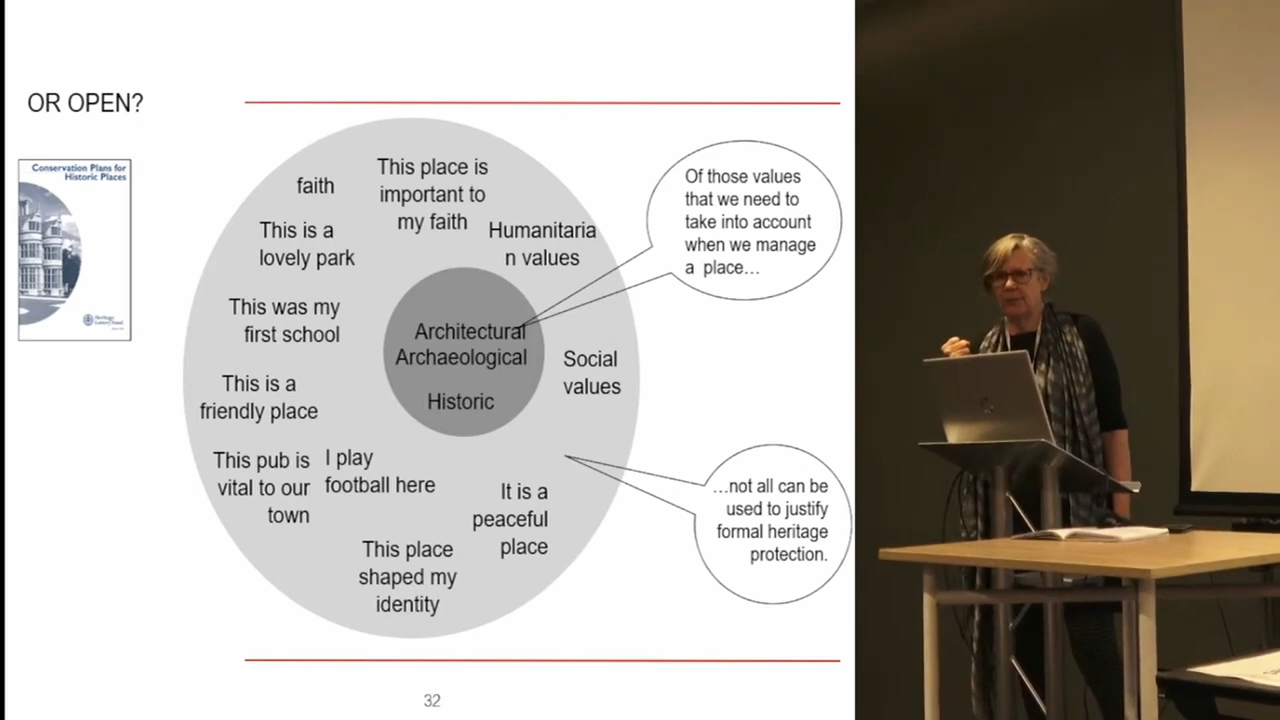 OR OPEN?
Conservation Plans for
Historic Places
faith
This place is
important to
my faith
This is a
lovely park
Humanitaria
n values
This was my
first school
Architectural
Archaeological
Historic
Social
values
This is a
friendly place
This pub is
vital to our
town
I play
football here
It is a
peaceful
place
This place
shaped my
identity
Of those values
that we need to
take into account
when we manage
a place…
…not all can be
used to justify
formal heritage
protection.
32